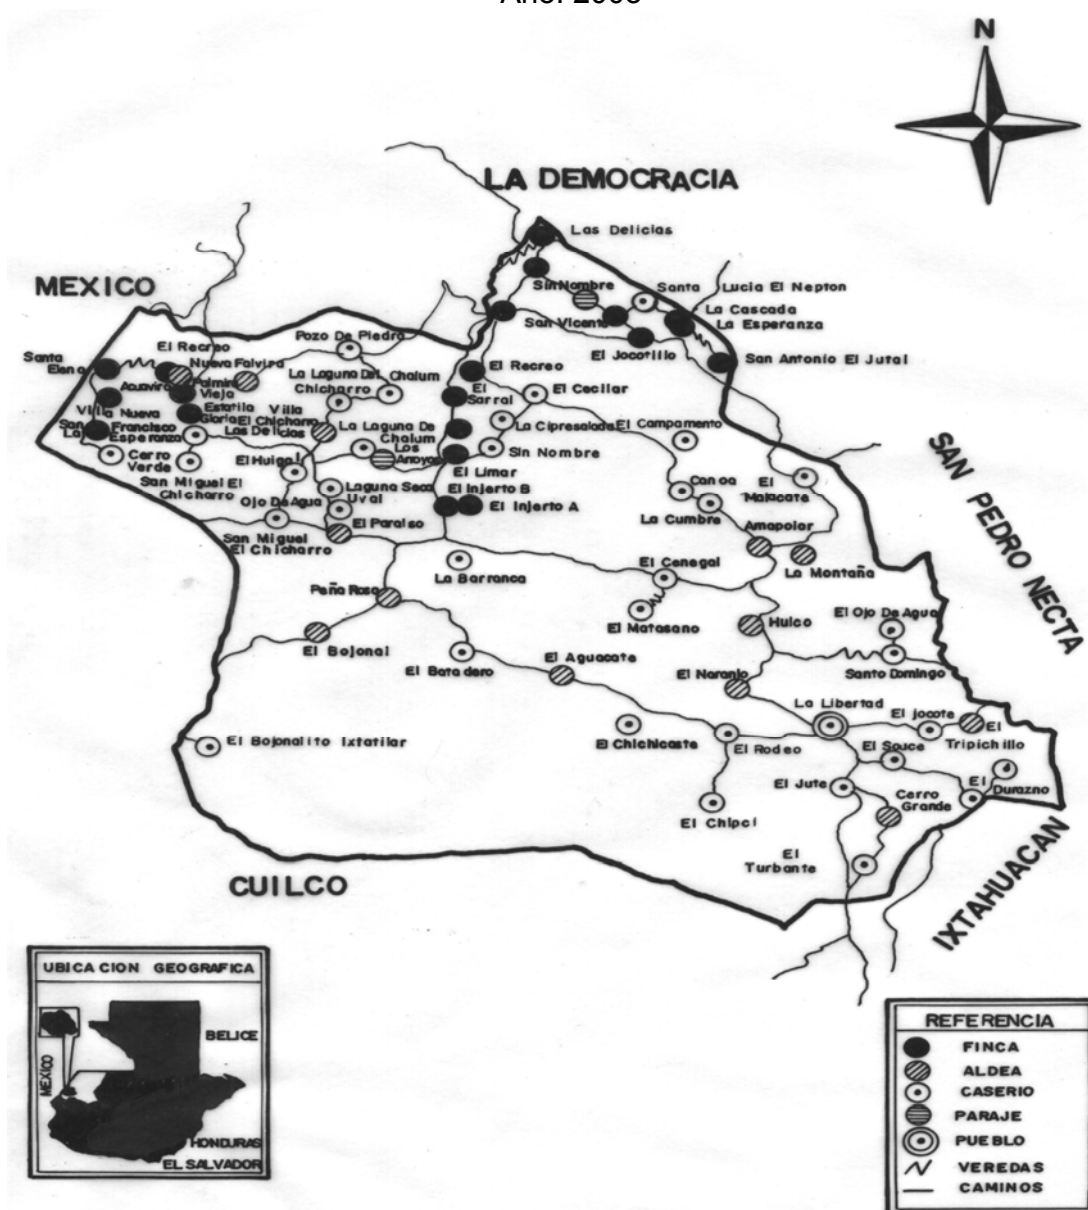 N
LA DEMOCRACIA
Las Delicias
MEXICO
Sin Nombre
Santa Lucia El Nepton
La Cascada
La Esperanza
San Vicente
El Jocotillo
San Antonio El Jutal
Pozo De Piedra
El Recreo
Santa
Elena
Nueva Palvira
La Laguna Del Chalum
Chicharro
El Recreo
Acuavira
Palmira
Vieja
El
Sarral
El Cecilar
Villa Nueva
Estatila
Gloria
Villa
El Chicharro
Las Delicias
San Francisco
La Esperanza
La Laguna De
Chalum
Los
Arroyos
La Cipresalada
El Campamento
Cerro
Verde
El Huigal
Sin Nombre
El Limar
San Miguel El
Chicharro
Laguna Seca
Uval
El Injerto B
El Injerto A
Canoa
El
Malacate
Ojo De Agua
La Cumbre
Amapolar
San Miguel
El Chicharro
El Paraiso
SAN PEDRO NECTA
La Barranca
El Cenegal
La Montaña
Peña Roja
El Matasano
Hulco
El Ojo De Agua
El Bojonal
El Batadero
El Aguacate
El Naranjo
Santo Domingo
La Libertad
El Jocote
El
Tripichillo
El Bojonalito Ixtatilar
El Chichicaste
El Rodeo
El Souce
El Jute
Cerro
Grande
El
Durazno
El Chipci
El
Turbante
CUILCO
IXTAHUACAN
UBICACION GEOGRAFICA
BELICE
MEXICO
HONDURAS
EL SALVADOR
REFERENCIA
FINCA
ALDEA
CASERIO
PARAJE
PUEBLO
VEREDAS
CAMINOS